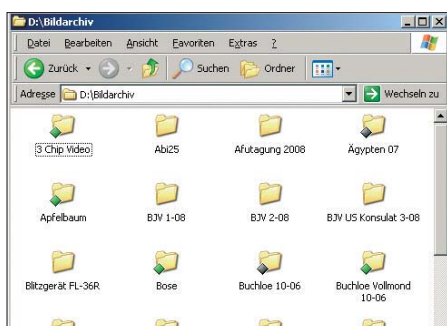 D:\Bildarchiv
Datei Bearbeiten Ansicht Favoriten Extras ?
Zurück Suchen Ordner
Adresse D:\Bildarchiv Wechseln zu
3 Chip Video Abi25 Afutagung 2008 Ägypten 07
Apfelbaum BJV 1-08 BJV 2-08 BJV US Konsulat 3-08
Blitzgerät FL-36R Bose Buchloe 10-06 Buchloe Vollmond
10-06